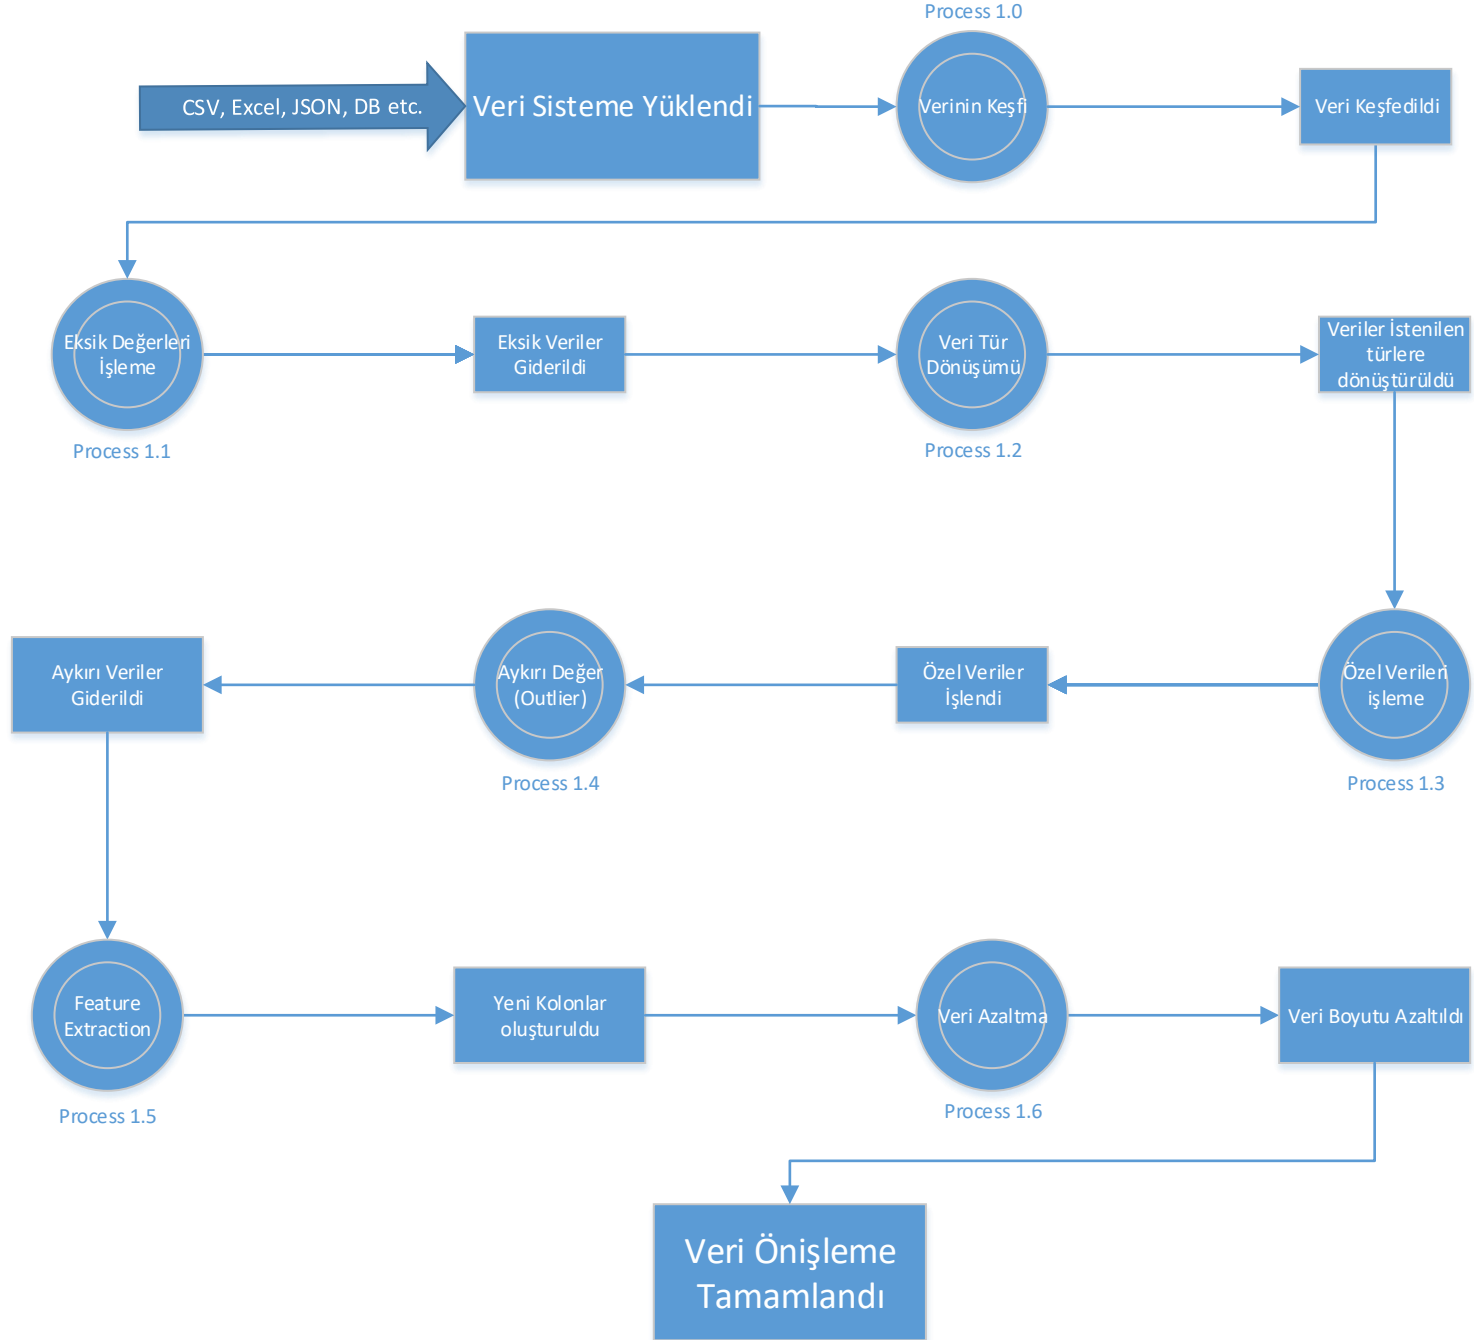 Process 1.0
CSV, Excel, JSON, DB etc.
Veri Sisteme Yüklendi
Verinin Keşfi
Veri Keşfedildi
Eksik Değerleri
İşleme
Process 1.1
Eksik Veriler
Giderildi
Veri Tür
Dönüşümü
Process 1.2
Veriler İstenilen
türlere
dönüştürüldü
Özel Verileri
işleme
Process 1.3
Özel Veriler
İşlendi
Aykırı Değer
(Outlier)
Process 1.4
Aykırı Veriler
Giderildi
Feature
Extraction
Process 1.5
Yeni Kolonlar
oluşturuldu
Veri Azaltma
Process 1.6
Veri Boyutu Azaltıldı
Veri Önişleme
Tamamlandı